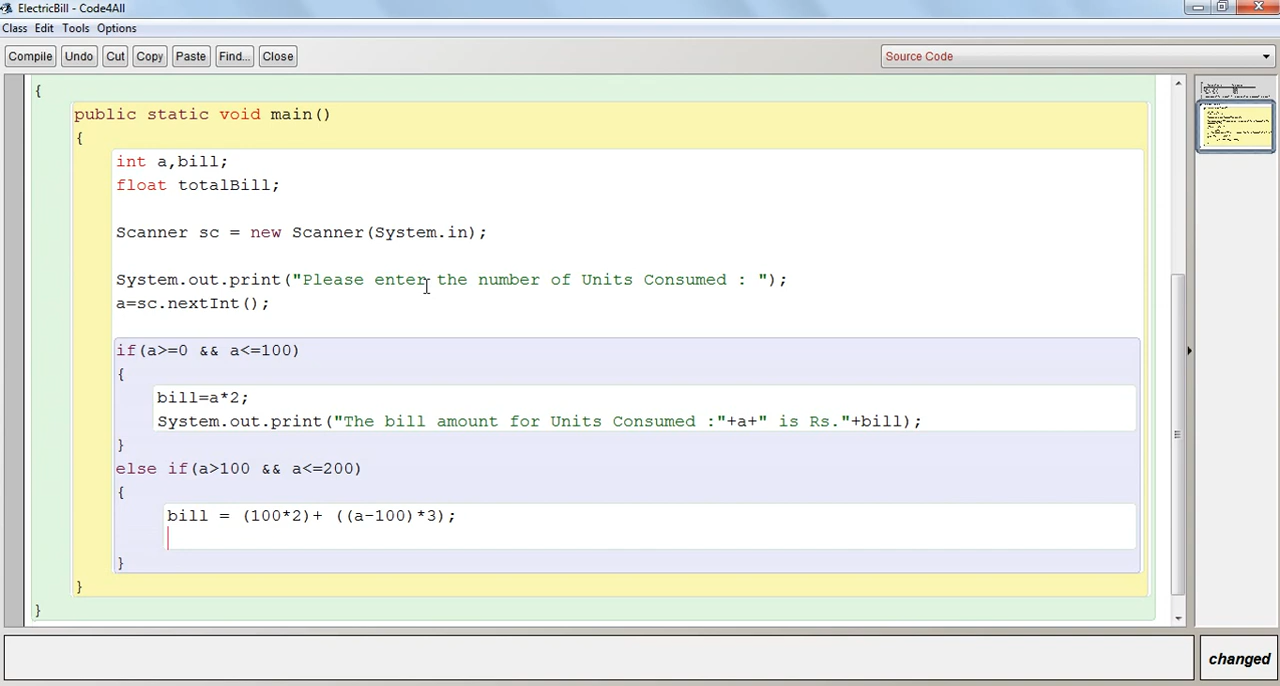 ElectricBill - Code4All
Class Edit Tools Options
Compile Undo Cut Copy Paste Find... Close Source Code
{
public static void main()
{
int a,bill;
float totalBill;
Scanner sc = new Scanner(System.in);
System.out.print("Please enter the number of Units Consumed : ");
a=sc.nextInt();
if(a>=0 && a<=100)
{
bill=a*2;
System.out.print("The bill amount for Units Consumed :"+a+" is Rs."+bill);
}
else if(a>100 && a<=200)
{
bill = (100*2)+ ((a-100)*3);
}
}
}
changed